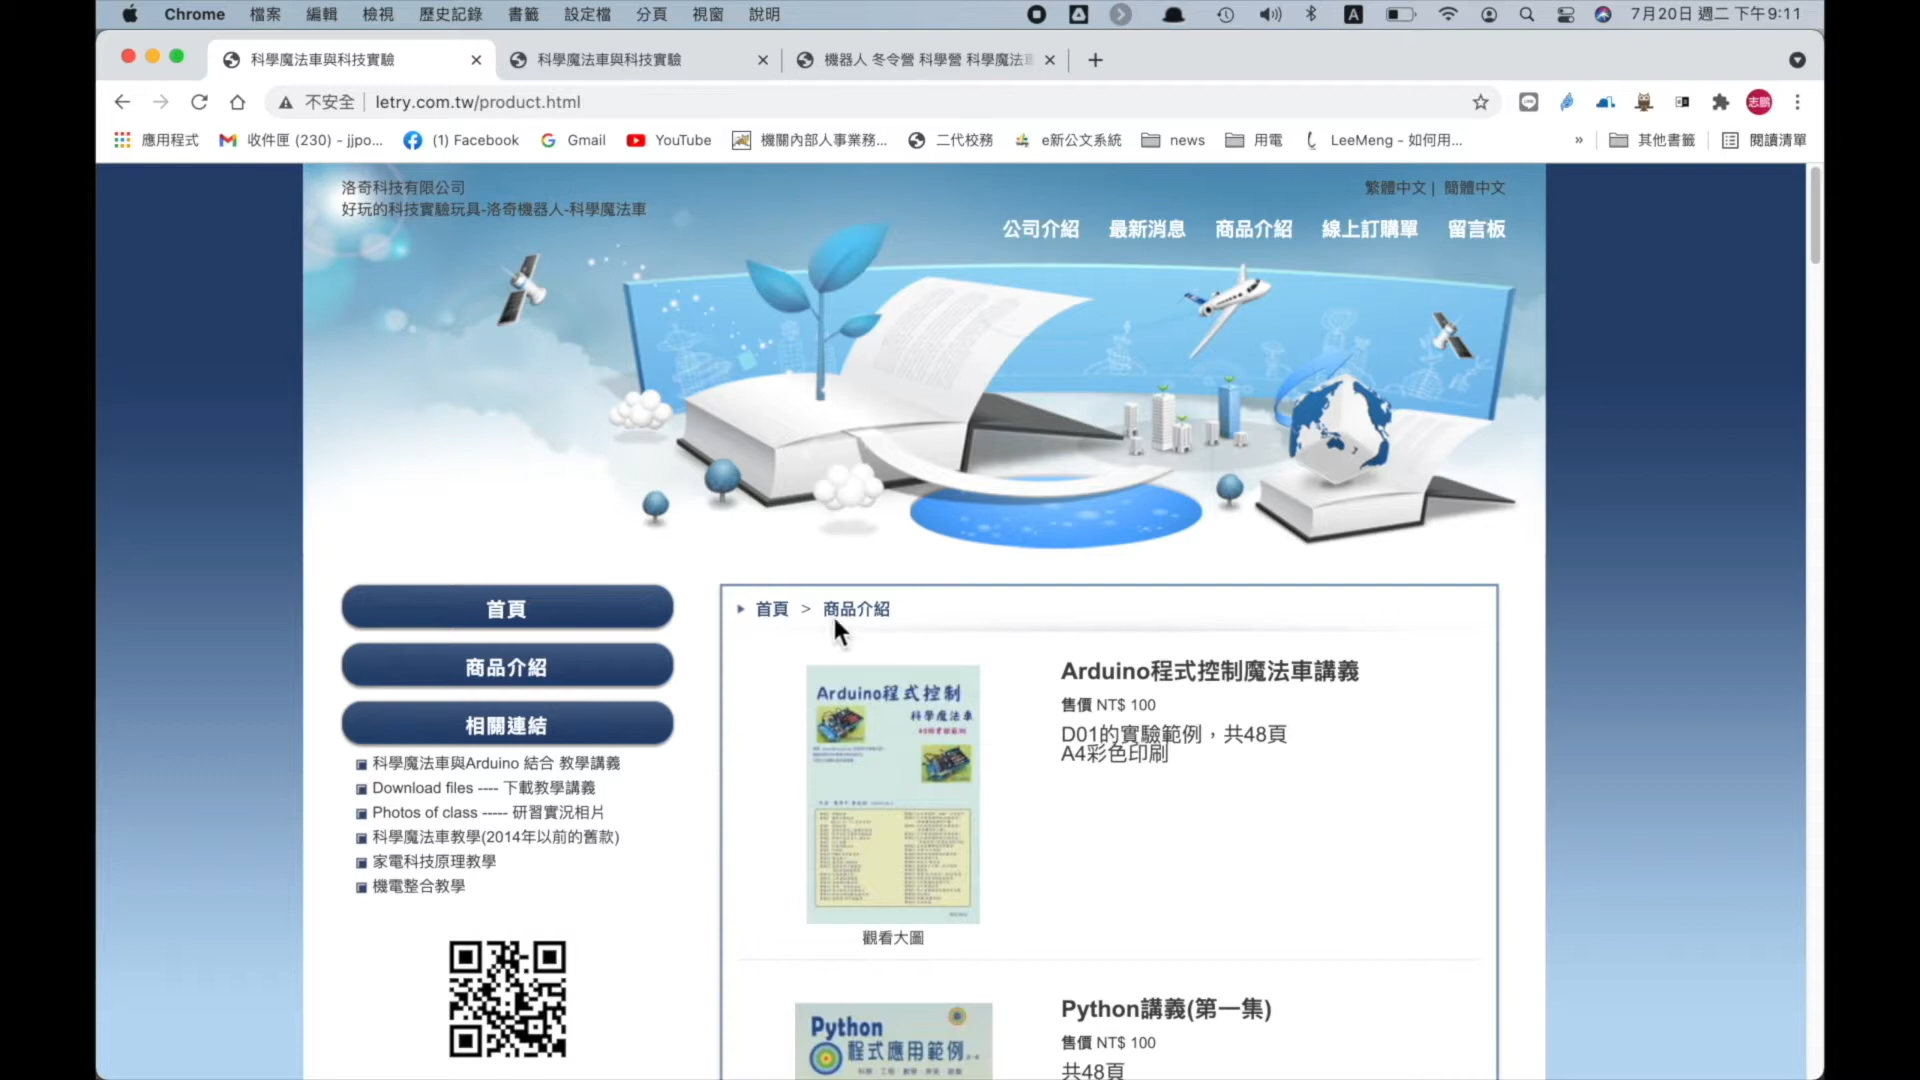 Chrome 檔案 編輯 檢視 歷史記錄 書籤 設定檔 分頁 視窗 說明 A 7月20日 週二 下午9:11
科學魔法車與科技實驗 科學魔法車與科技實驗 機器人 冬令營 科學營 科學魔法
不安全 letry.com.tw/product.html 志鵬
應用程式 收件匣 (230) - jjpo... (1) Facebook Gmail YouTube 機關內部人事業務... 二代校務 e新公文系統 news 用電 LeeMeng - 如何用... » 其他書籤 閱讀清單
洛奇科技有限公司
好玩的科技實驗玩具-洛奇機器人-科學魔法車
繁體中文 | 簡體中文
公司介紹 最新消息 商品介紹 線上訂購單 留言板
首頁
商品介紹
相關連結
科學魔法車與Arduino 結合 教學講義
Download files ---- 下載教學講義
Photos of class ----- 研習實況相片
科學魔法車教學(2014年以前的舊款)
家電科技原理教學
機電整合教學
首頁 > 商品介紹
Arduino程式控制
科學魔法車
觀看大圖
Arduino程式控制魔法車講義
售價 NT$ 100
D01的實驗範例，共48頁
A4彩色印刷
Python
程式應用範例
Python講義(第一集)
售價 NT$ 100
共48頁